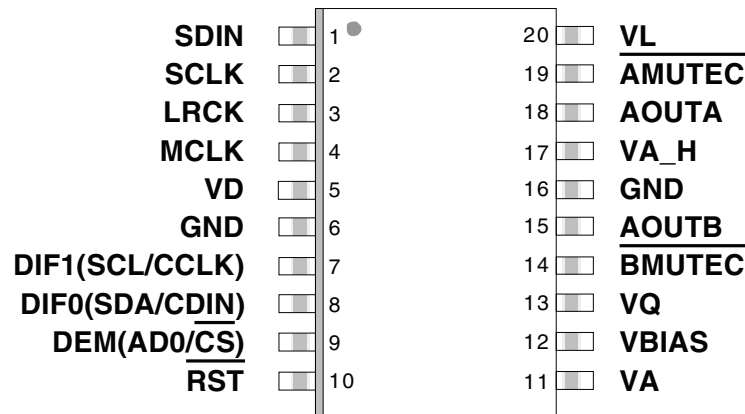 SDIN 1 20 VL
SCLK 2 19 AMUTEC
LRCK 3 18 AOUTA
MCLK 4 17 VA_H
VD 5 16 GND
GND 6 15 AOUTB
DIF1(SCL/CCLK) 7 14 BMUTEC
DIF0(SDA/CDIN) 8 13 VQ
DEM(AD0/CS) 9 12 VBIAS
RST 10 11 VA